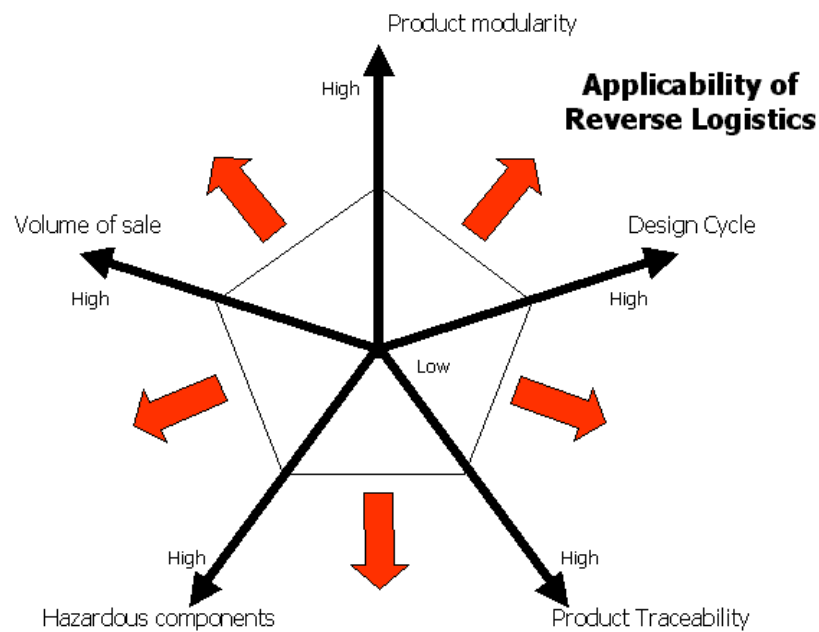 Product modularity
High
Applicability of
Reverse Logistics
Volume of sale
Design Cycle
High
High
Low
High
High
Hazardous components
Product Traceability